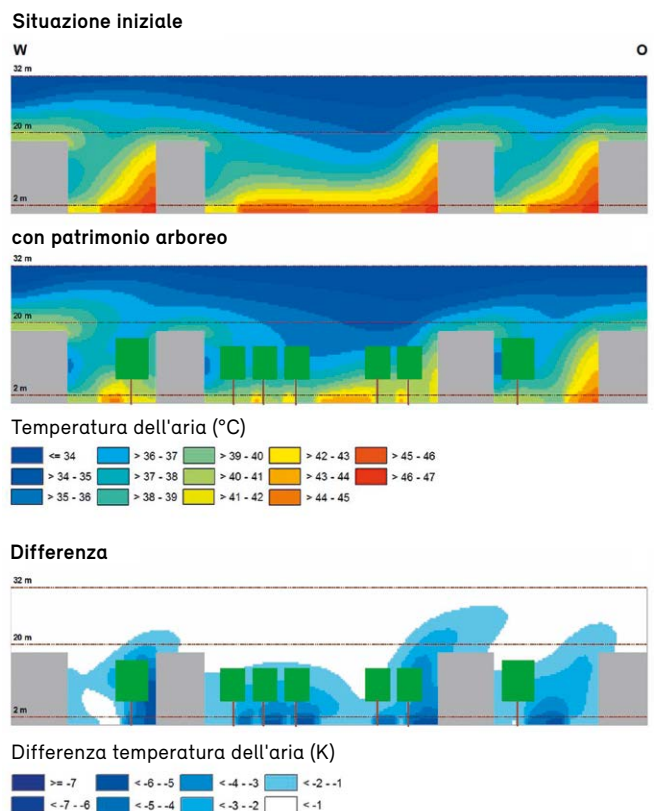 Situazione iniziale
W O
32 m
20 m
2 m
con patrimonio arboreo
32 m
20 m
2 m
Temperatura dell'aria (°C)
<= 34 > 36 - 37 > 39 - 40 > 42 - 43 > 45 - 46
> 34 - 35 > 37 - 38 > 40 - 41 > 43 - 44 > 46 - 47
> 35 - 36 > 38 - 39 > 41 - 42 > 44 - 45
Differenza
32 m
20 m
2 m
Differenza temperatura dell'aria (K)
>= -7 < -6 - -5 < -4 - -3 < -2 - -1
< -7 - -6 < -5 - -4 < -3 - -2 < -1